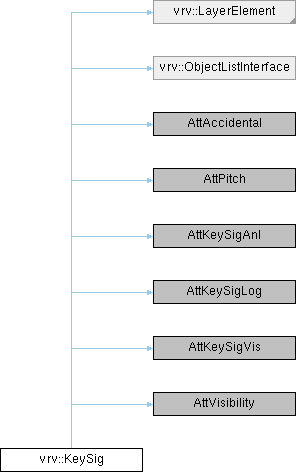 vrv::LayerElement
vrv::ObjectListInterface
AttAccidental
AttPitch
AttKeySigAnl
AttKeySigLog
AttKeySigVis
AttVisibility
vrv::KeySig